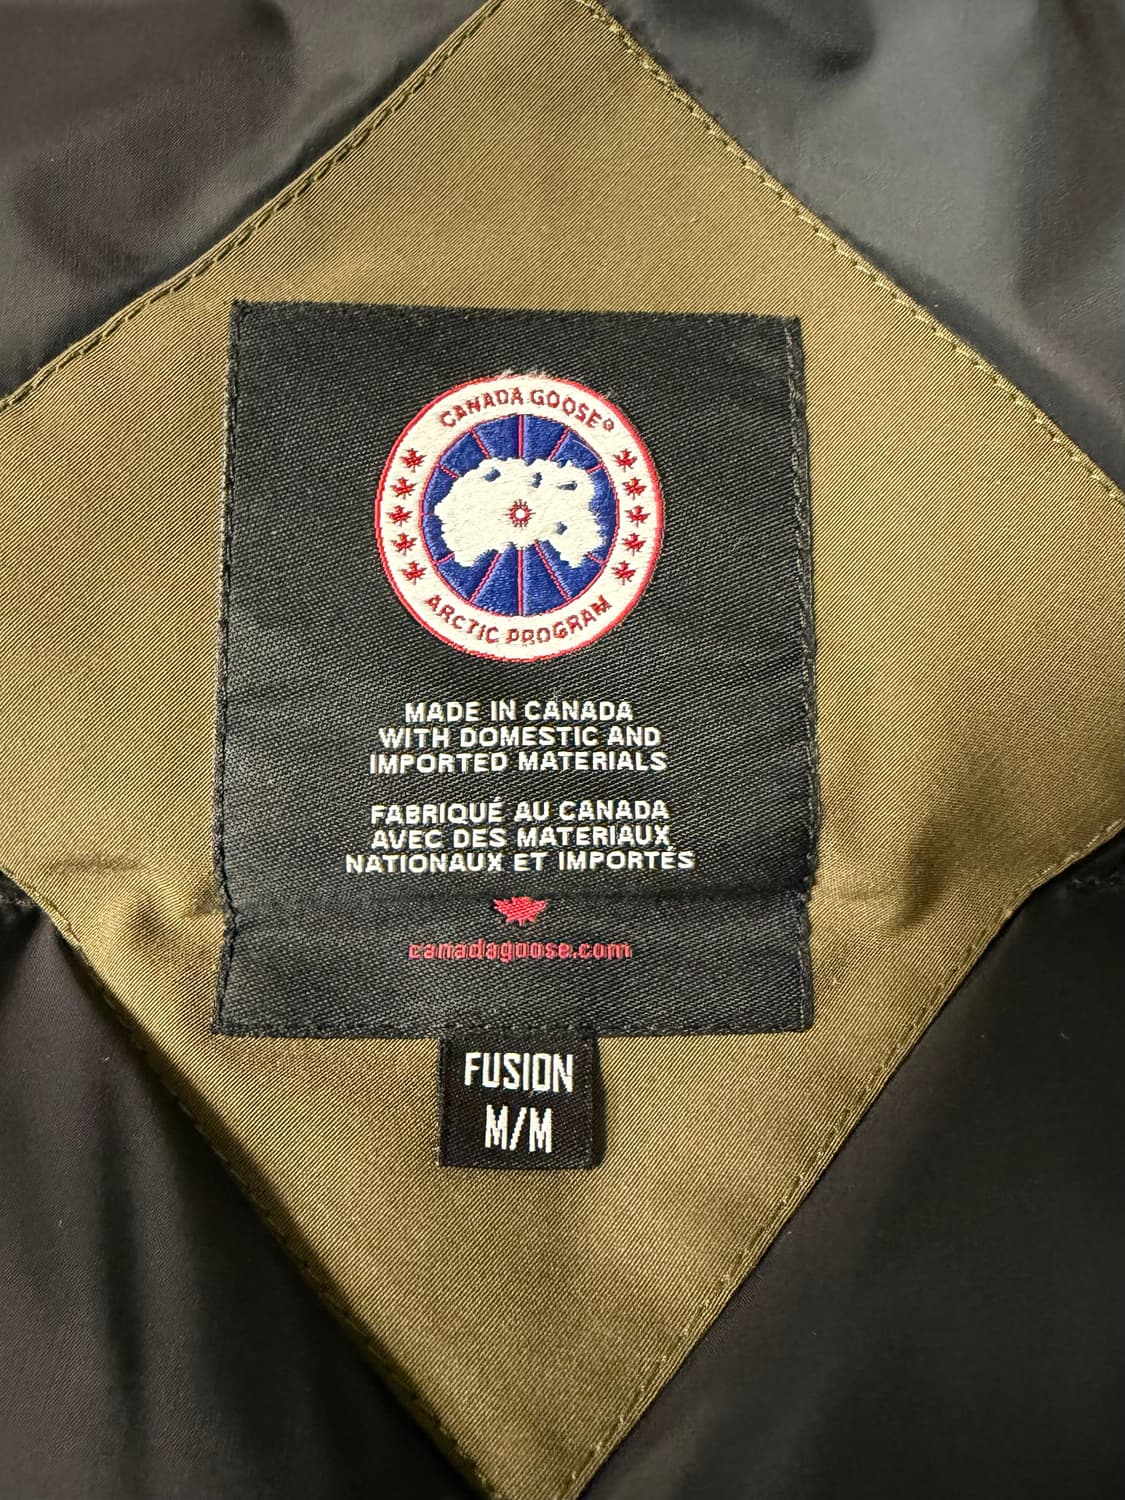 CANADA GOOSE®
ARCTIC PROGRAM
MADE IN CANADA
WITH DOMESTIC AND
IMPORTED MATERIALS
FABRIQUÉ AU CANADA
AVEC DES MATERIAUX
NATIONAUX ET IMPORTÉS
canadagoose.com
FUSION
M/M